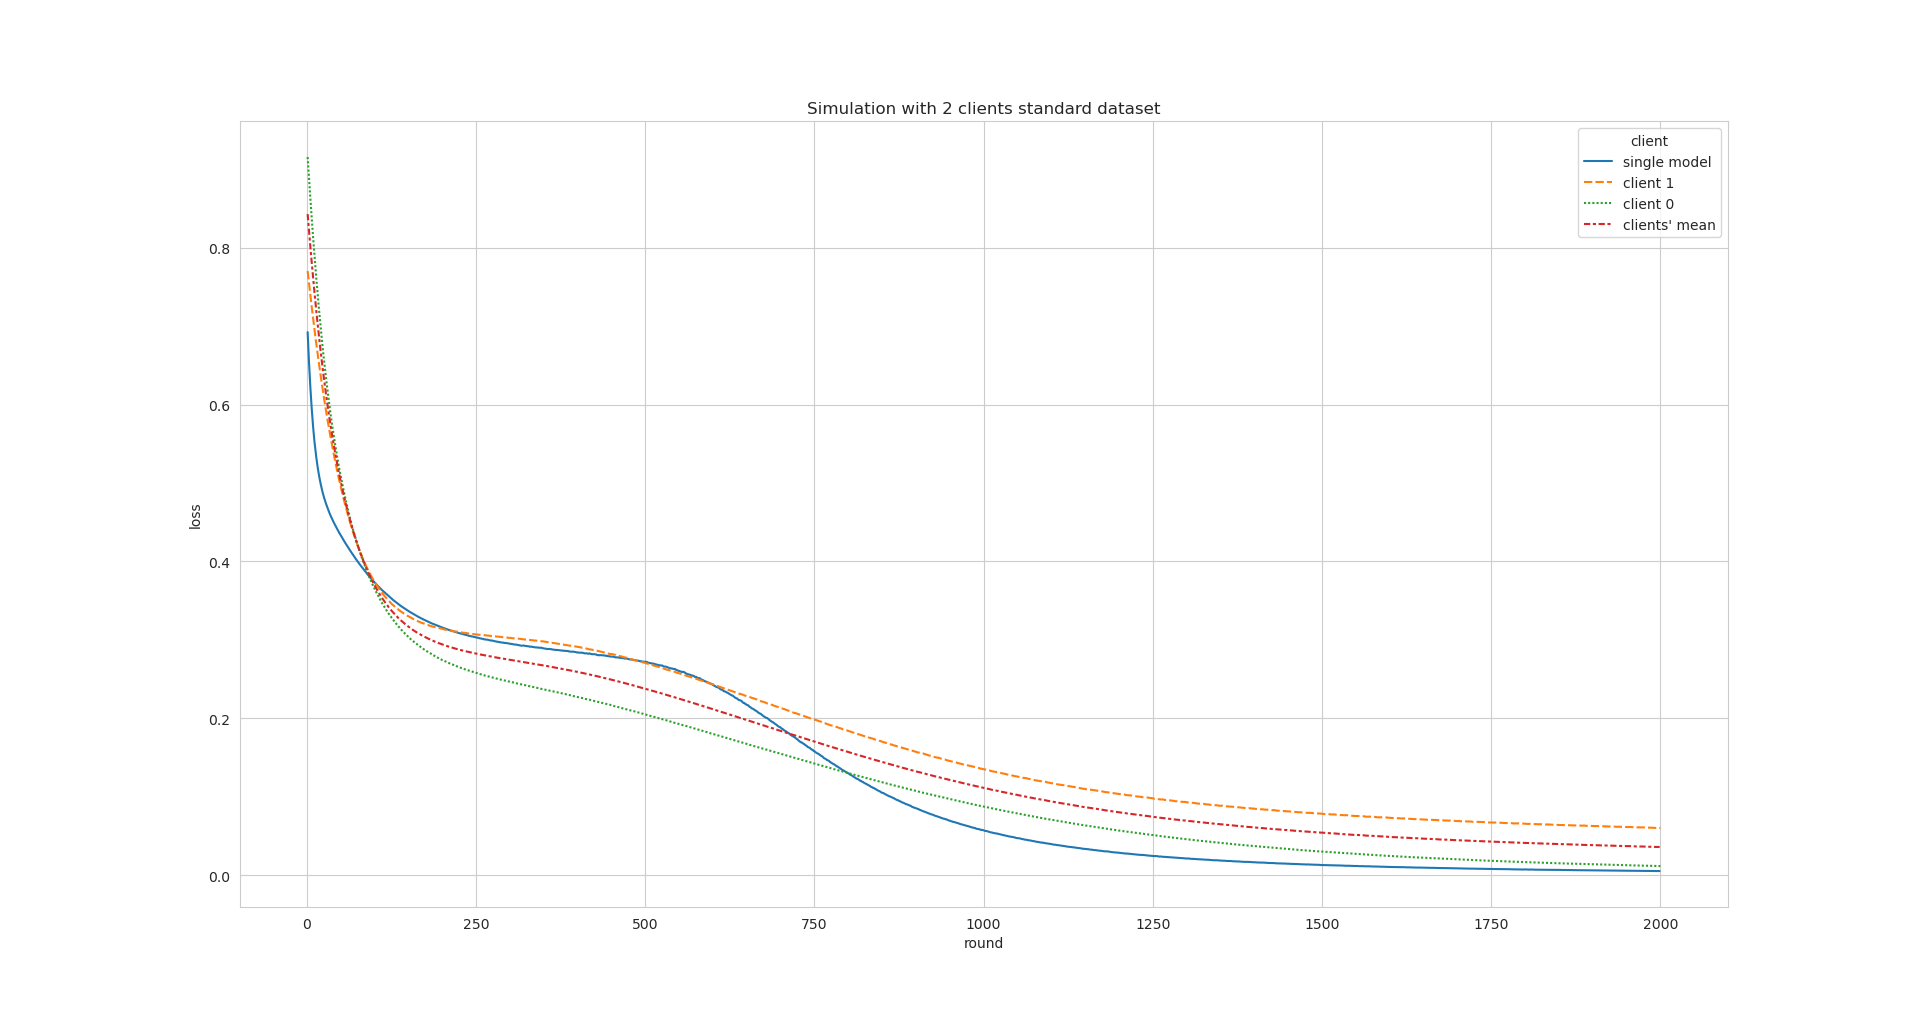 Simulation with 2 clients standard dataset
client
single model
client 1
client 0
clients' mean
loss
0.8
0.6
0.4
0.2
0.0
0 250 500 750 1000 1250 1500 1750 2000
round